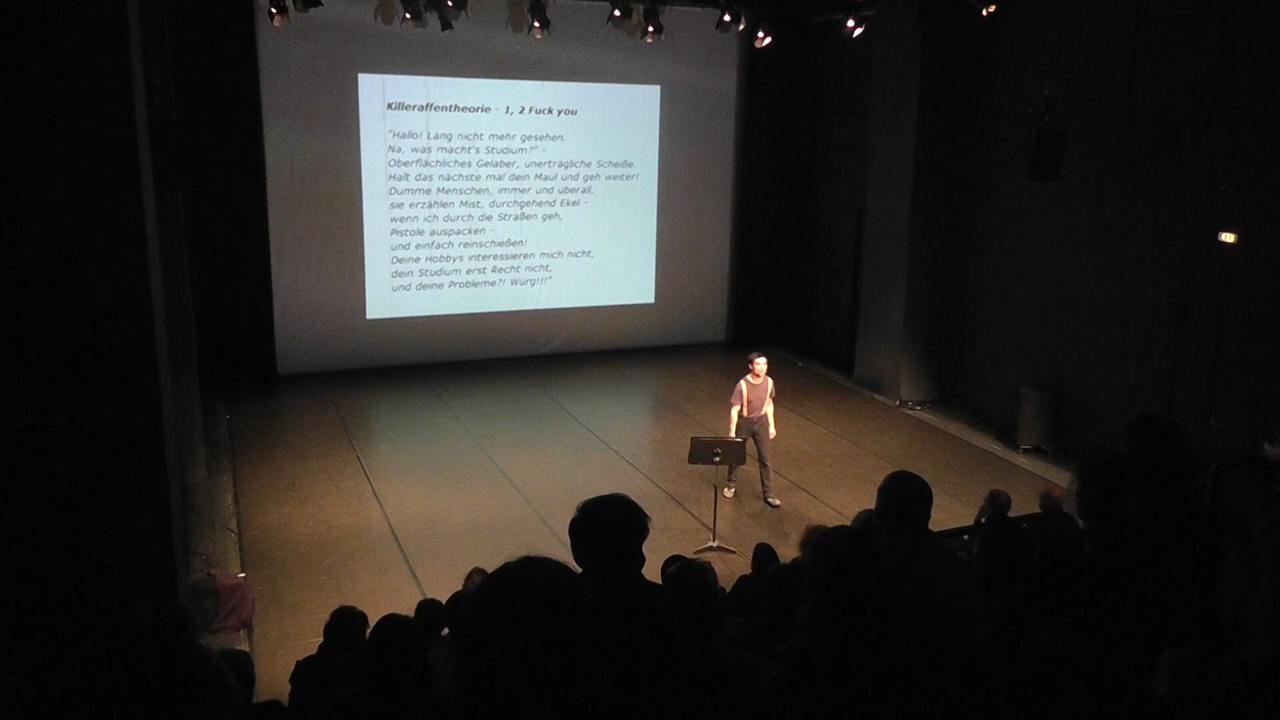 Killeraffentheorie - 1, 2 Fuck you
"Hallo! Lang nicht mehr gesehen.
Na, was macht's Studium?" -
Oberflächliches Gelaber, unerträgliche Scheiße.
Halt das nächste mal dein Maul und geh weiter!
Dumme Menschen, immer und überall,
sie erzählen Mist, durchgehend Ekel -
wenn ich durch die Straßen geh,
Pistole auspacken -
und einfach reinschießen!
Deine Hobbys interessieren mich nicht,
dein Studium erst Recht nicht,
und deine Probleme?! Würg!!!"